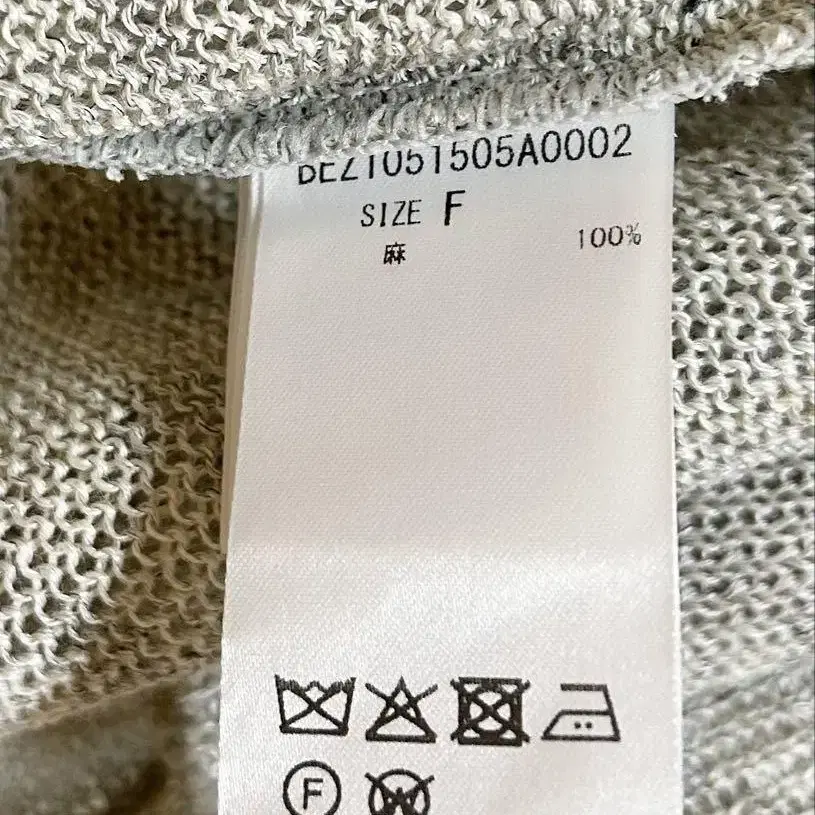 BEZ1051505A0002
SIZE F
麻 100%
F
W